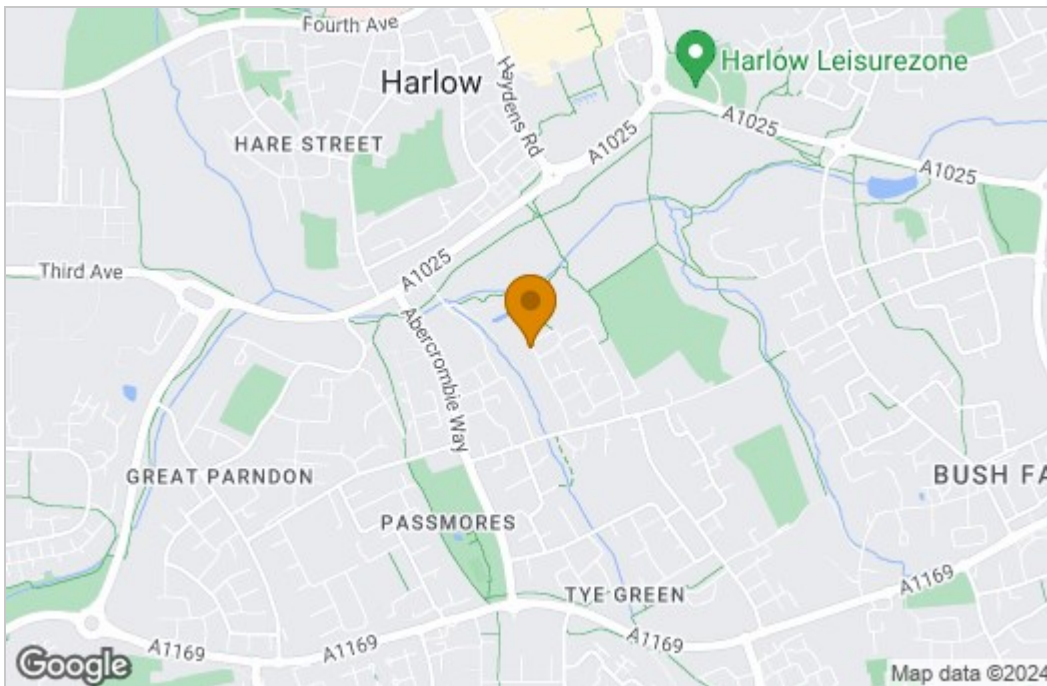 Fourth Ave
Harlow
Haydens Rd
Harlow Leisurezone
HARE STREET
A1025
A1025
A1025
Third Ave
A1025
Abercrombie Way
GREAT PARNDON
BUSH FA
PASSMORES
TYE GREEN
A1169
A1169
A1169
Google
Map data ©2024